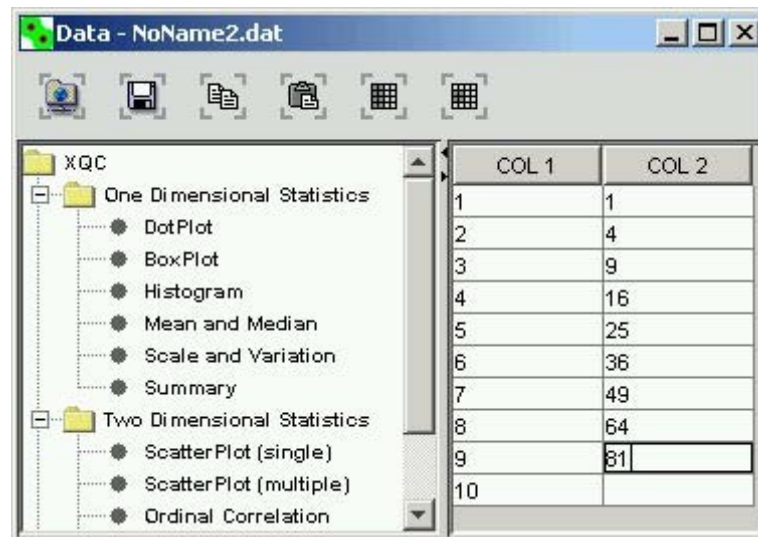 Data - NoName2.dat
XQC
One Dimensional Statistics
DotPlot
BoxPlot
Histogram
Mean and Median
Scale and Variation
Summary
Two Dimensional Statistics
ScatterPlot (single)
ScatterPlot (multiple)
Ordinal Correlation
COL 1 COL 2
1 1
2 4
3 9
4 16
5 25
6 36
7 49
8 64
9 81
10